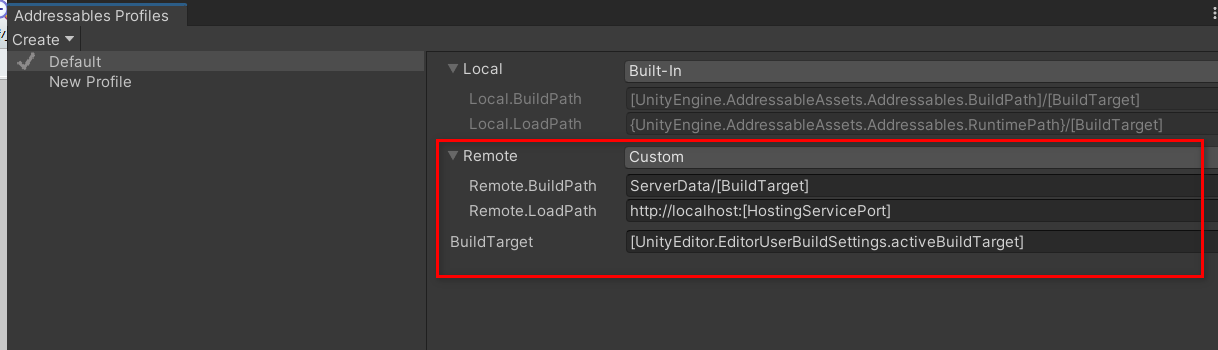 Addressables Profiles
Create
Default
New Profile
Local Built-In
Local.BuildPath [UnityEngine.AddressableAssets.Addressables.BuildPath]/[BuildTarget]
Local.LoadPath {UnityEngine.AddressableAssets.Addressables.RuntimePath}/[BuildTarget]
Remote Custom
Remote.BuildPath ServerData/[BuildTarget]
Remote.LoadPath http://localhost:[HostingServicePort]
BuildTarget [UnityEditor.EditorUserBuildSettings.activeBuildTarget]